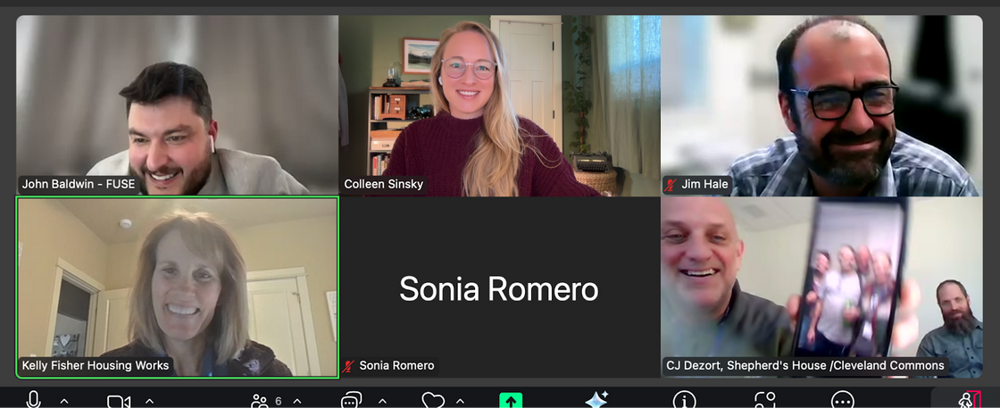 John Baldwin - FUSE
Colleen Sinsky
Jim Hale
Kelly Fisher Housing Works
Sonia Romero
Sonia Romero
CJ Dezort, Shepherd's House /Cleveland Commons
6